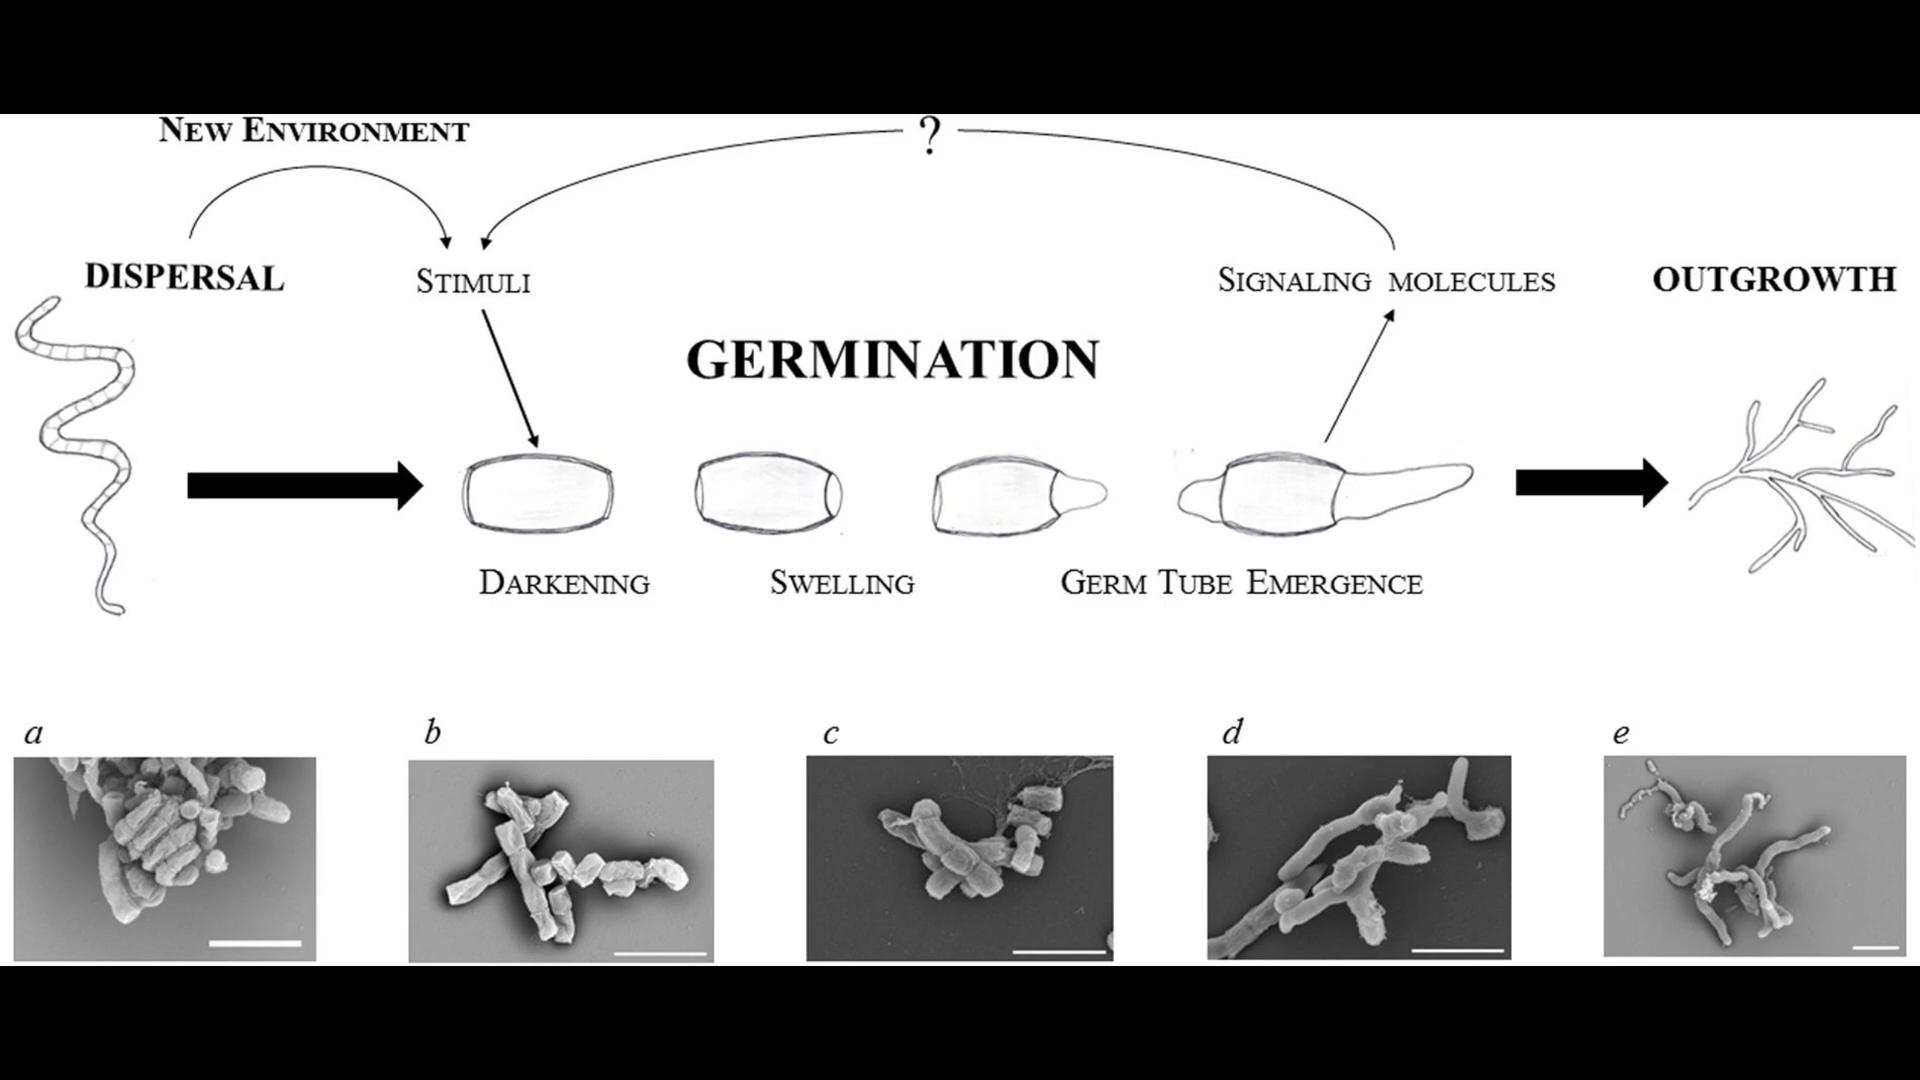 NEW ENVIRONMENT
?
DISPERSAL
STIMULI
SIGNALING MOLECULES
OUTGROWTH
GERMINATION
DARKENING
SWELLING
GERM TUBE EMERGENCE
a
b
c
d
e